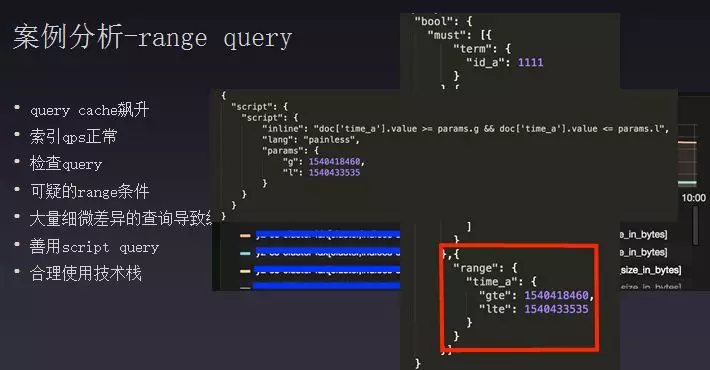 案例分析-range query
• query cache飙升
• 索引qps正常
• 检查query
• 可疑的range条件
• 大量细微差异的查询导致
• 善用script query
• 合理使用技术栈
"bool": {
"must": [{
"term": {
"id_a": 1111
}
{
"script": {
"script": {
"inline": "doc['time_a'].value >= params.g && doc['time_a'].value <= params.l",
"lang": "painless",
"params": {
"g": 1540418460,
"l": 1540433535
}
}
}
}
10:00
]
}
},{
"range": {
"time_a": {
"gte": 1540418460,
"lte": 1540433535
}
}
}]
}
_in_bytes]
_in_bytes]
_size_in_bytes]
_in_bytes]